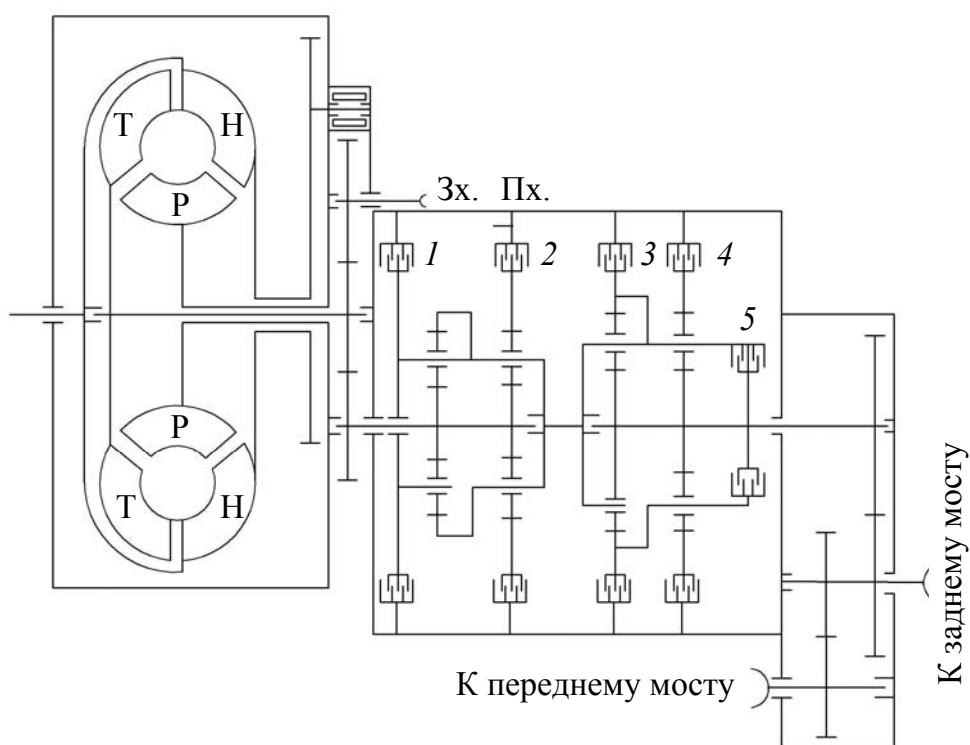 Т Н
Р
Зх. Пх.
1 2 3 4
5
Р
Т Н
К заднему мосту
К переднему мосту